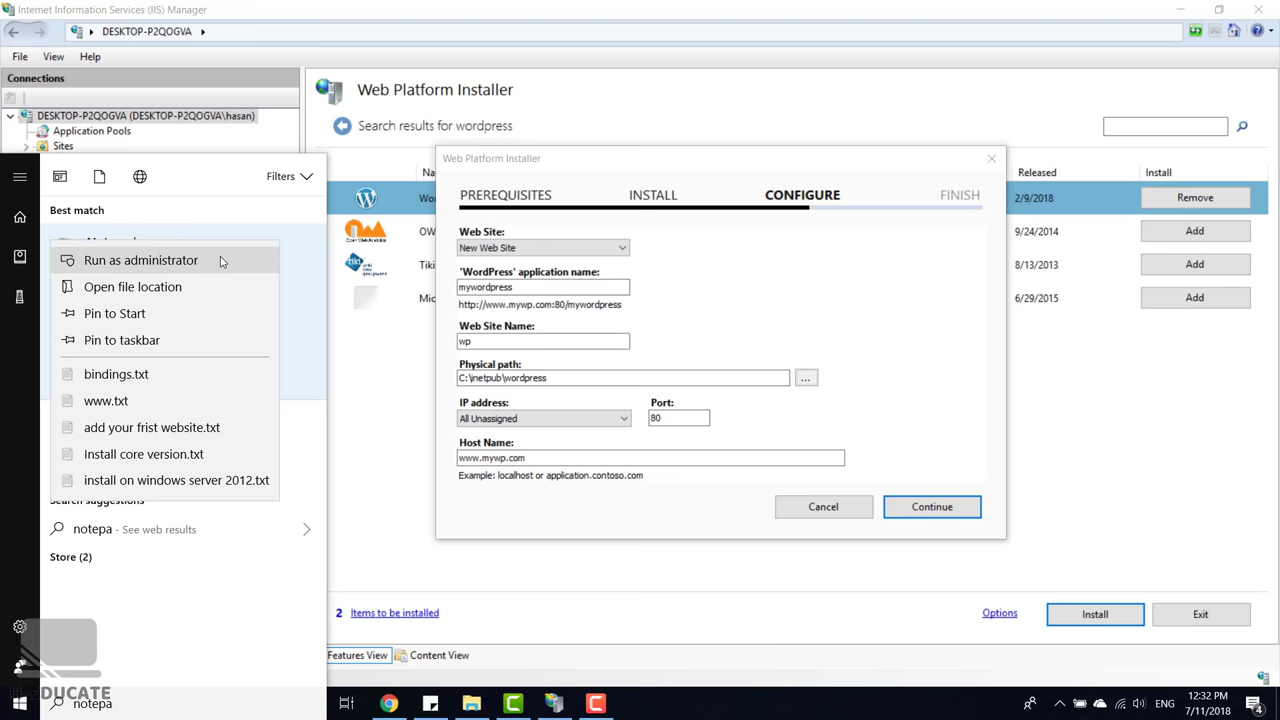 Internet Information Services (IIS) Manager
DESKTOP-P2QOGVA
File View Help
Connections
DESKTOP-P2QOGVA (DESKTOP-P2QOGVA\hasan)
Application Pools
Sites
Web Platform Installer
Search results for wordpress
Released Install
2/9/2018 Remove
9/24/2014 Add
8/13/2013 Add
6/29/2015 Add
Open Web Analytics
Filters
Best match
Run as administrator
Open file location
Pin to Start
Pin to taskbar
bindings.txt
www.txt
add your frist website.txt
Install core version.txt
install on windows server 2012.txt
Search suggestions
notepa - See web results
Store (2)
Web Platform Installer
PREREQUISITES INSTALL CONFIGURE FINISH
Web Site:
New Web Site
'WordPress' application name:
mywordpress
http://www.mywp.com:80/mywordpress
Web Site Name:
wp
Physical path:
C:\inetpub\wordpress
...
IP address: Port:
All Unassigned 80
Host Name:
www.mywp.com
Example: localhost or application.contoso.com
Cancel Continue
2 Items to be installed Options Install Exit
Features View Content View
EDUCATE
notepa
ENG
12:32 PM
7/11/2018
4